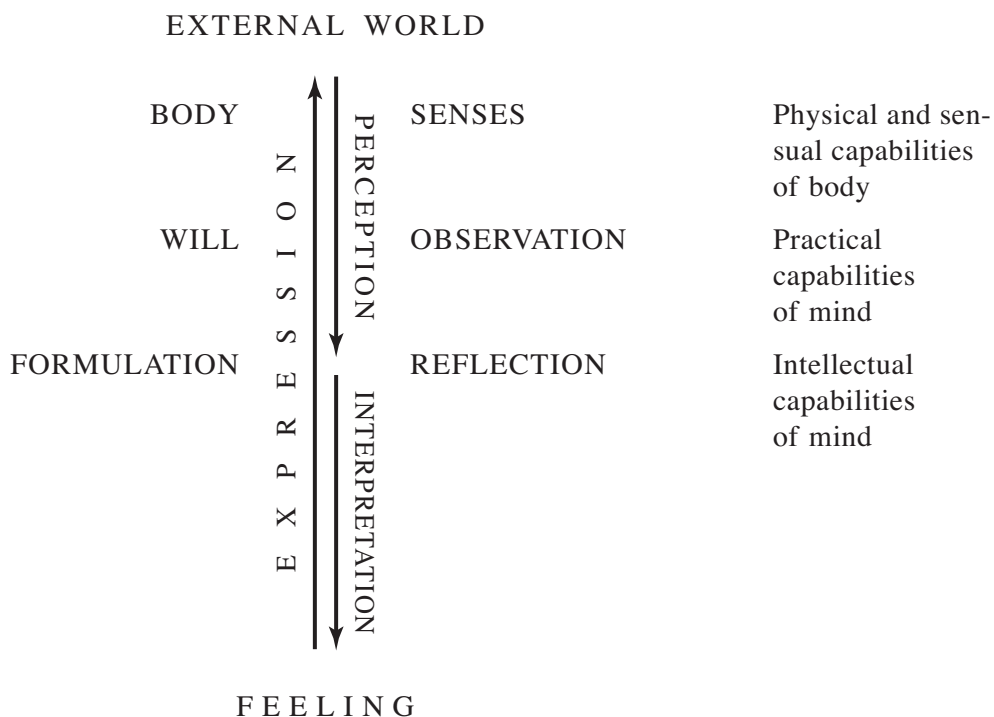 EXTERNAL WORLD
BODY
SENSES
Physical and sen-
sual capabilities
of body
WILL
OBSERVATION
Practical
capabilities
of mind
FORMULATION
REFLECTION
Intellectual
capabilities
of mind
EXPRESSION
PERCEPTION
INTERPRETATION
FEELING